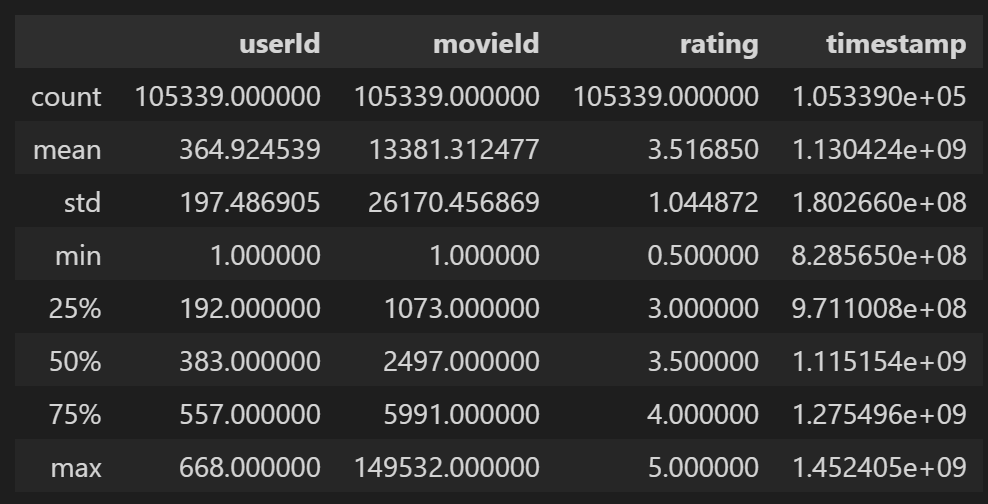 userId movieId rating timestamp
count 105339.000000 105339.000000 105339.000000 1.053390e+05
mean 364.924539 13381.312477 3.516850 1.130424e+09
std 197.486905 26170.456869 1.044872 1.802660e+08
min 1.000000 1.000000 0.500000 8.285650e+08
25% 192.000000 1073.000000 3.000000 9.711008e+08
50% 383.000000 2497.000000 3.500000 1.115154e+09
75% 557.000000 5991.000000 4.000000 1.275496e+09
max 668.000000 149532.000000 5.000000 1.452405e+09